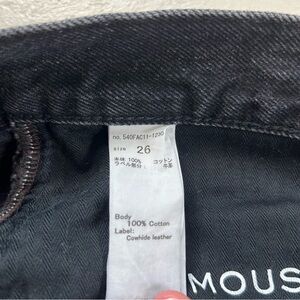 no. 540FAC11-1290
SIZE 26
本体 100% コットン
ラベル部分 牛革
Body
100% Cotton
Label:
Cowhide leather
MOUS